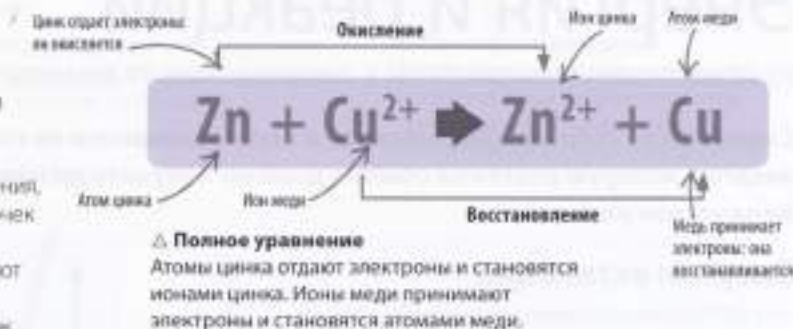 Цинк отдает электроны:
он окисляется
Окисление
Ион цинка
Атом меди
Zn + Cu²⁺ ➡ Zn²⁺ + Cu
Атом цинка
Ион меди
Восстановление
Медь принимает
электроны: она
восстанавливается
△ Полное уравнение
Атомы цинка отдают электроны и становятся
ионами цинка. Ионы меди принимают
электроны и становятся атомами меди.